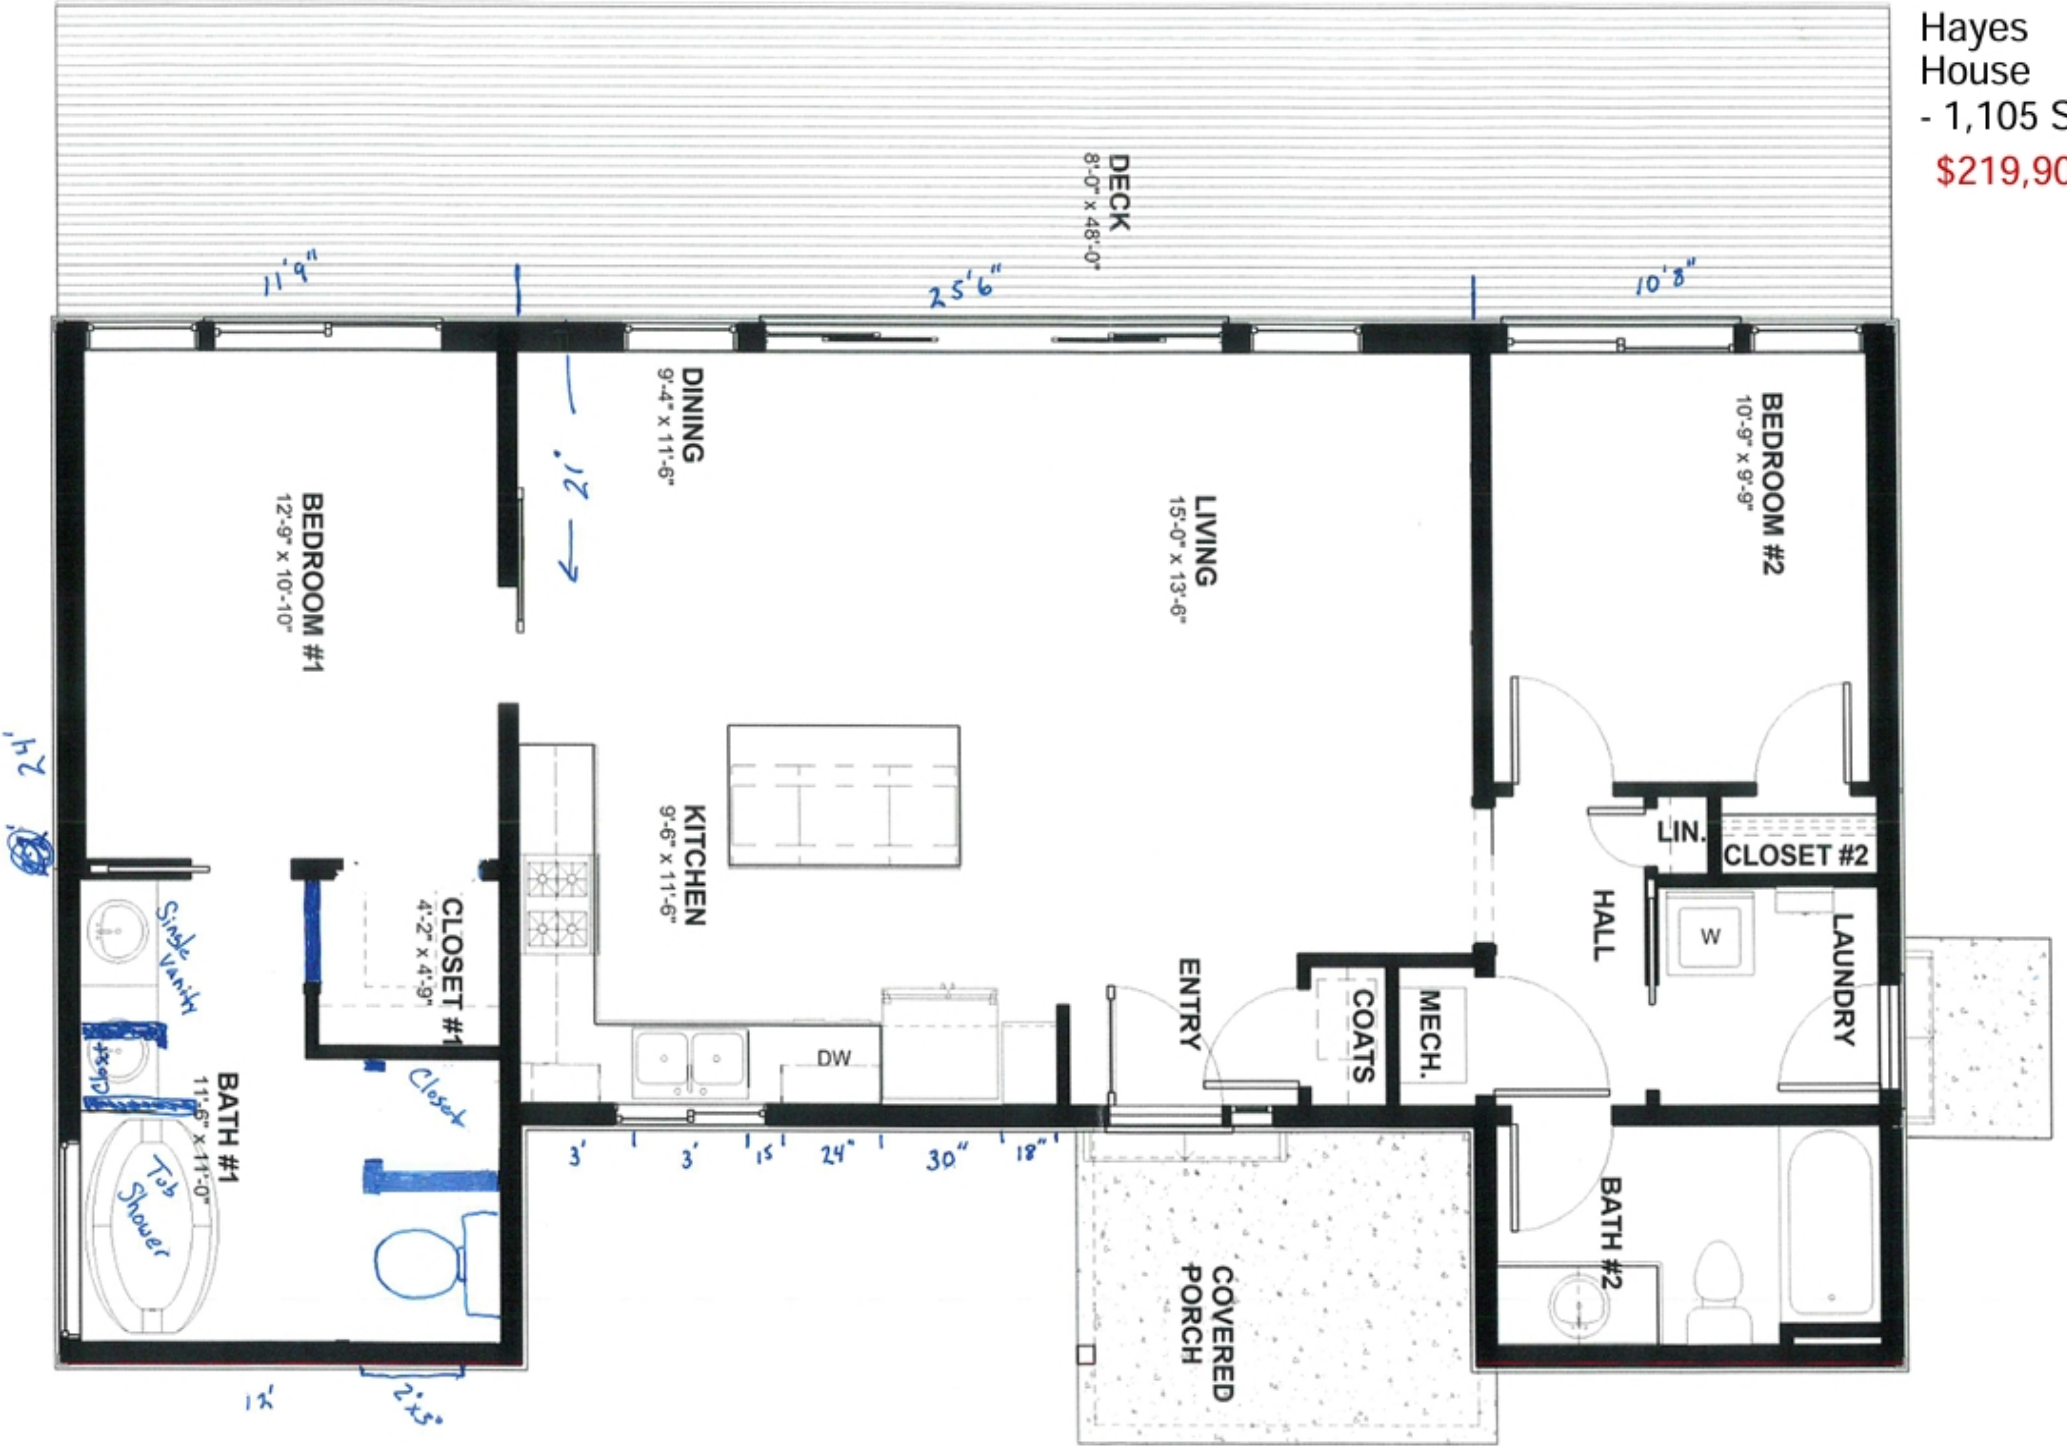 Hayes
House
- 1,105 S
$219,90
DECK
8'-0" x 48'-0"
11'9"
25'6"
10'8"
DINING
9'-4" x 11'-6"
12'
LIVING
15'-0" x 13'-6"
BEDROOM #2
10'-9" x 9'-9"
BEDROOM #1
12'-9" x 10'-10"
24'
KITCHEN
9'-6" x 11'-6"
LIN.
CLOSET #2
HALL
LAUNDRY
W
CLOSET #1
4'-2" x 4'-9"
Single
vanity
ENTRY
COATS
MECH.
DW
Closet
Closet
BATH #1
11'-6" x 11'-0"
Tub
Shower
3'
3'
15
24"
30"
18"
BATH #2
COVERED
PORCH
12'